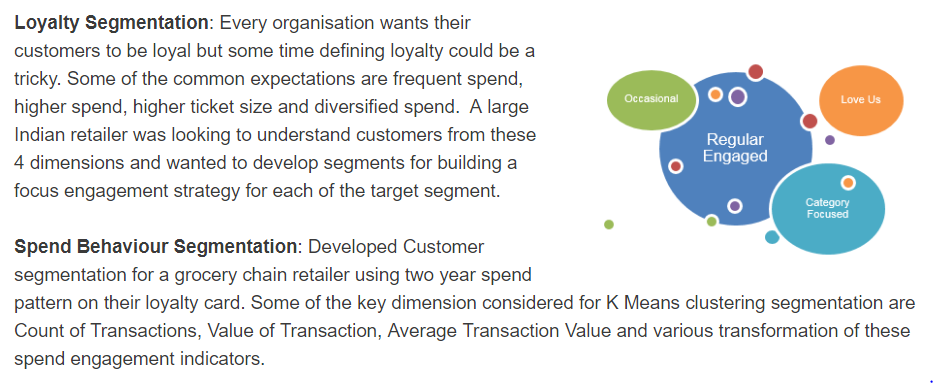 Loyalty Segmentation: Every organisation wants their
customers to be loyal but some time defining loyalty could be a
tricky. Some of the common expectations are frequent spend,
higher spend, higher ticket size and diversified spend.  A large
Indian retailer was looking to understand customers from these
4 dimensions and wanted to develop segments for building a
focus engagement strategy for each of the target segment.
Occasional
Love Us
Regular
Engaged
Category
Focused
Spend Behaviour Segmentation: Developed Customer
segmentation for a grocery chain retailer using two year spend
pattern on their loyalty card. Some of the key dimension considered for K Means clustering segmentation are
Count of Transactions, Value of Transaction, Average Transaction Value and various transformation of these
spend engagement indicators.